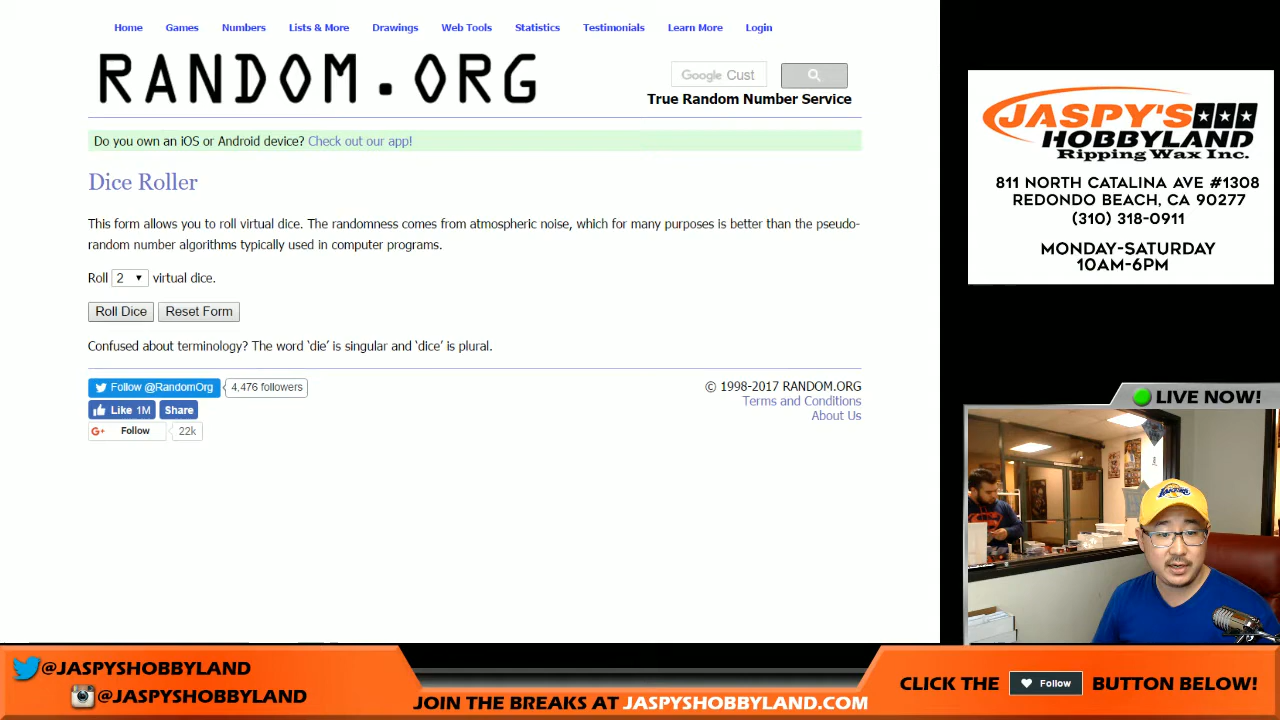 Home Games Numbers Lists & More Drawings Web Tools Statistics Testimonials Learn More Login
RANDOM.ORG
Google Cust
True Random Number Service
Do you own an iOS or Android device? Check out our app!
Dice Roller
This form allows you to roll virtual dice. The randomness comes from atmospheric noise, which for many purposes is better than the pseudo-
random number algorithms typically used in computer programs.
Roll 2 virtual dice.
Roll Dice Reset Form
Confused about terminology? The word ‘die’ is singular and ‘dice’ is plural.
Follow @RandomOrg 4,476 followers
Like 1M Share
G+ Follow 22k
© 1998-2017 RANDOM.ORG
Terms and Conditions
About Us
JASPY'S
HOBBYLAND
Ripping Wax Inc.
811 NORTH CATALINA AVE #1308
REDONDO BEACH, CA 90277
(310) 318-0911
MONDAY-SATURDAY
10AM-6PM
LIVE NOW!
LAKERS
@JASPYSHOBBYLAND
@JASPYSHOBBYLAND
JOIN THE BREAKS AT JASPYSHOBBYLAND.COM
CLICK THE Follow BUTTON BELOW!